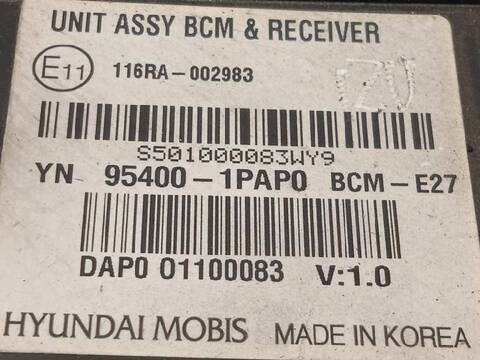 UNIT ASSY BCM & RECEIVER
E11 116RA-002983
S501000083WY9
YN 95400-1PAP0 BCM-E27
DAP0 01100083 V:1.0
HYUNDAI MOBIS MADE IN KOREA